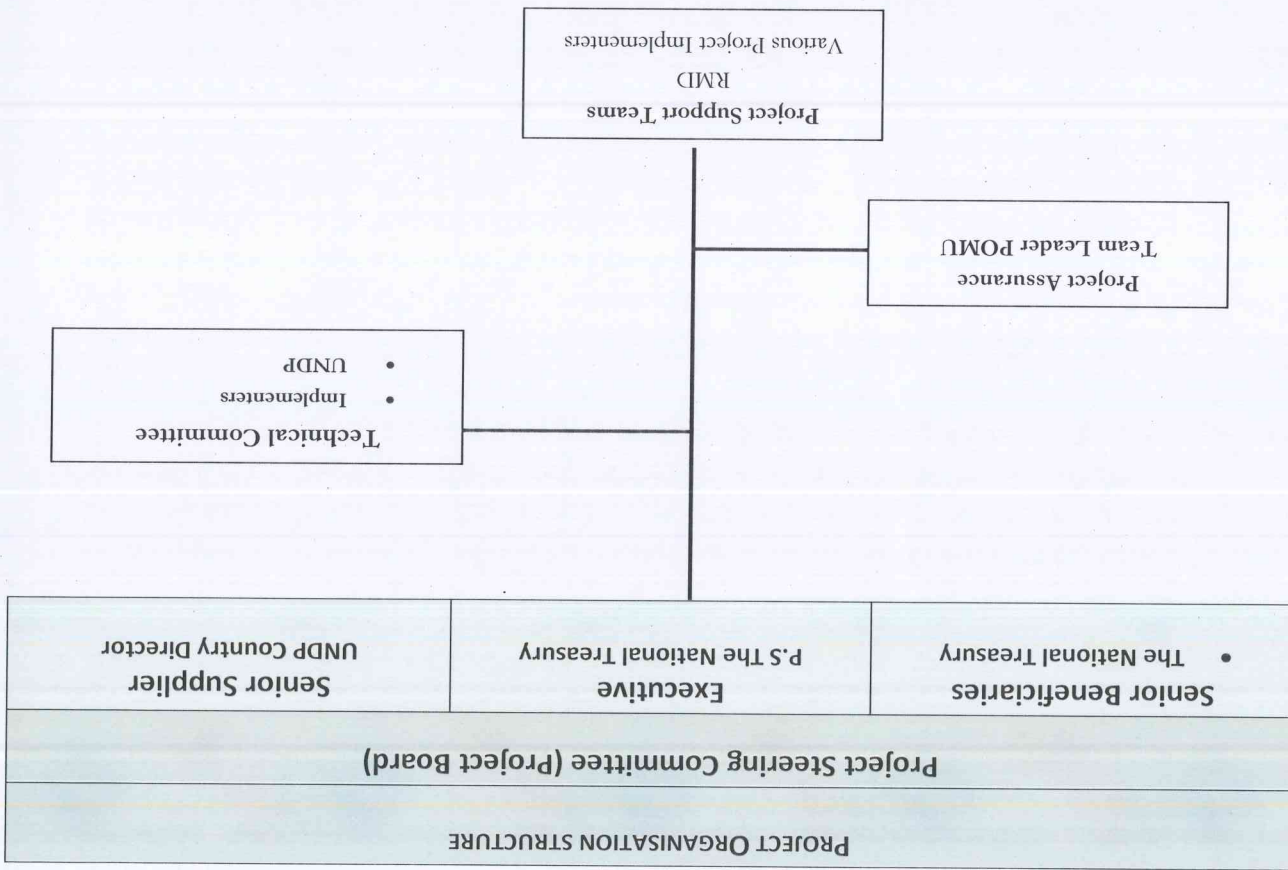 PROJECT ORGANISATION STRUCTURE
Project Steering Committee (Project Board)
Senior Beneficiaries
• The National Treasury
Executive
P.S The National Treasury
Senior Supplier
UNDP Country Director
Technical Committee
• Implementers
• UNDP
Project Assurance
Team Leader POMU
Project Support Teams
RMD
Various Project Implementers